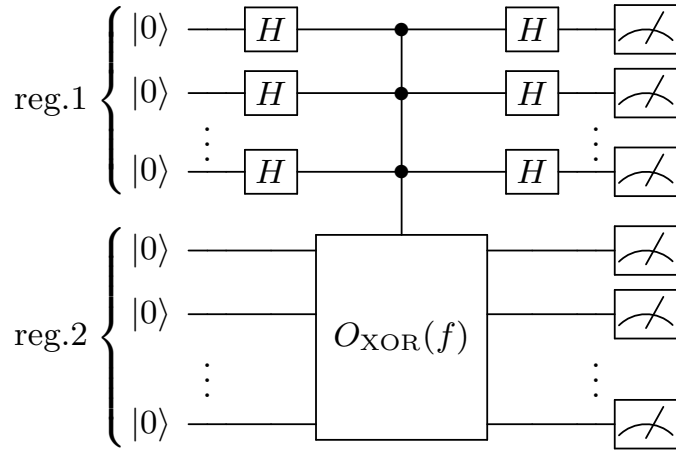 |0⟩ H H
|0⟩ H H
reg.1
⋮ ⋮
|0⟩ H H
|0⟩
|0⟩
reg.2 O_XOR(f)
⋮ ⋮
|0⟩